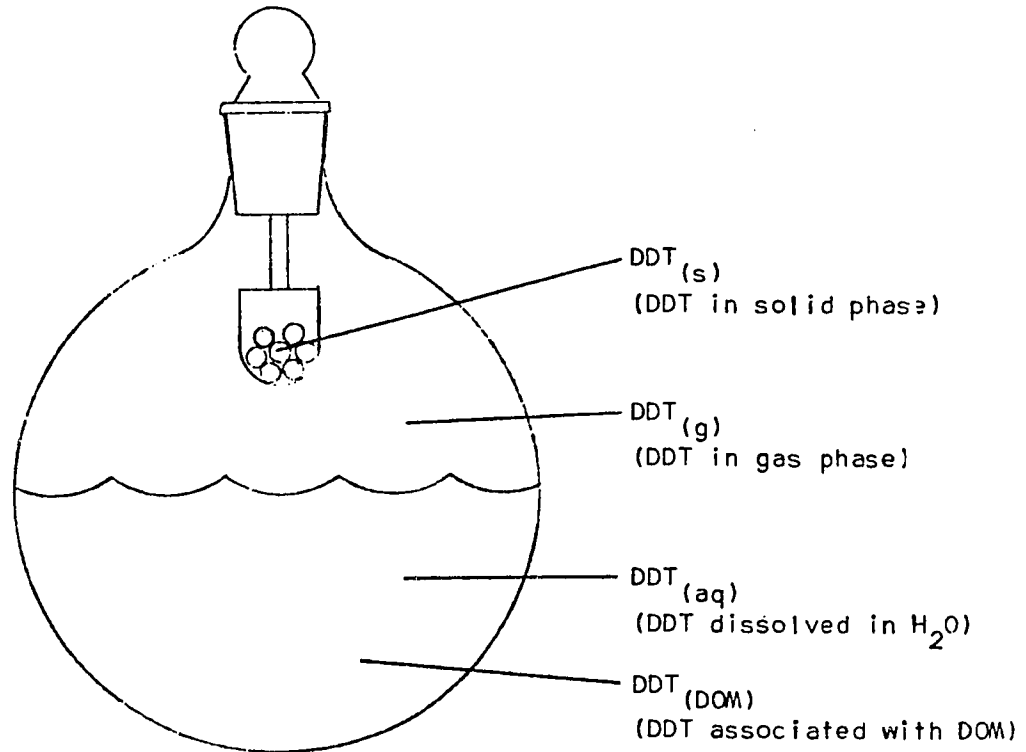 DDT(s)
(DDT in solid phase)
DDT(g)
(DDT in gas phase)
DDT(aq)
(DDT dissolved in H2O)
DDT(DOM)
(DDT associated with DOM)